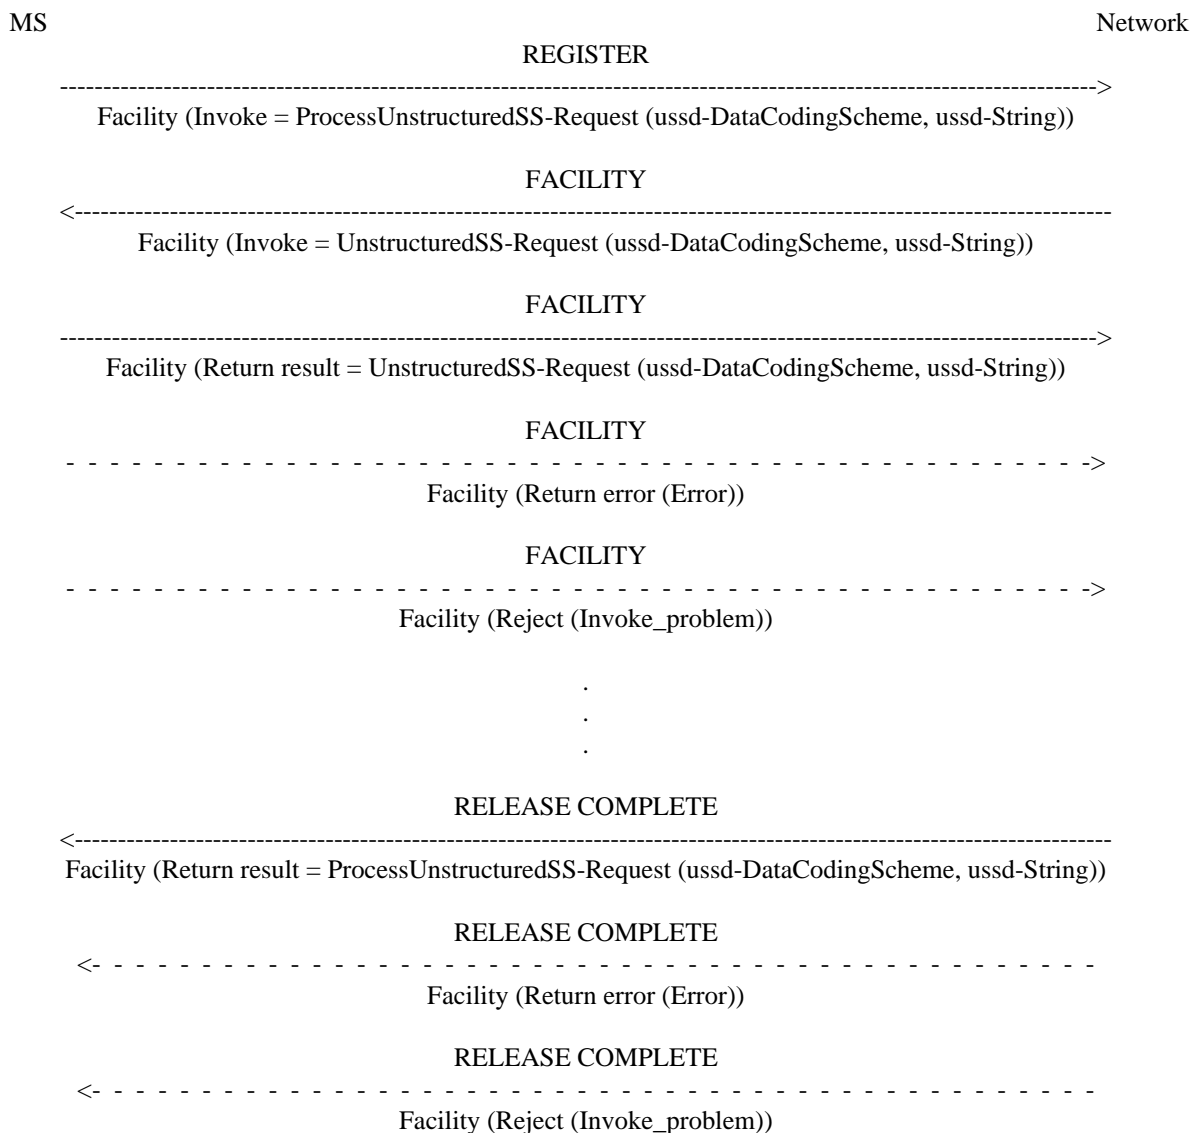 MS Network
REGISTER
------------------------------------------------------------------------------------------------------------------------>
Facility (Invoke = ProcessUnstructuredSS-Request (ussd-DataCodingScheme, ussd-String))
FACILITY
<------------------------------------------------------------------------------------------------------------------------
Facility (Invoke = UnstructuredSS-Request (ussd-DataCodingScheme, ussd-String))
FACILITY
------------------------------------------------------------------------------------------------------------------------>
Facility (Return result = UnstructuredSS-Request (ussd-DataCodingScheme, ussd-String))
FACILITY
- - - - - - - - - - - - - - - - - - - - - - - - - - - - - - - - - - - - - - - - - - - - - - - ->
Facility (Return error (Error))
FACILITY
- - - - - - - - - - - - - - - - - - - - - - - - - - - - - - - - - - - - - - - - - - - - - - - ->
Facility (Reject (Invoke_problem))
.
.
.
RELEASE COMPLETE
<------------------------------------------------------------------------------------------------------------------------
Facility (Return result = ProcessUnstructuredSS-Request (ussd-DataCodingScheme, ussd-String))
RELEASE COMPLETE
<- - - - - - - - - - - - - - - - - - - - - - - - - - - - - - - - - - - - - - - - - - - - - - -
Facility (Return error (Error))
RELEASE COMPLETE
<- - - - - - - - - - - - - - - - - - - - - - - - - - - - - - - - - - - - - - - - - - - - - - -
Facility (Reject (Invoke_problem))